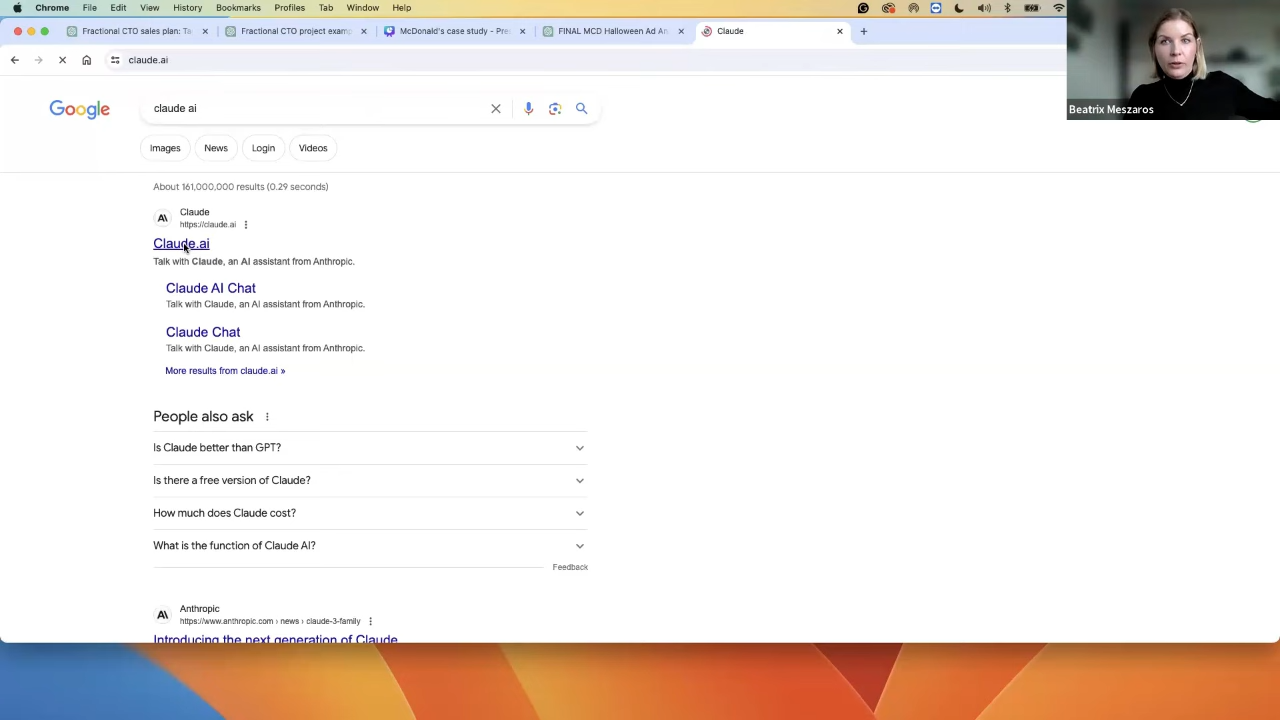 Chrome File Edit View History Bookmarks Profiles Tab Window Help
Fractional CTO sales plan: Ta
Fractional CTO project examp
McDonald's case study - Pre
FINAL MCD Halloween Ad An
Claude
claude.ai
Beatrix Meszaros
Google
claude ai
Images
News
Login
Videos
About 161,000,000 results (0.29 seconds)
Claude
https://claude.ai
Claude.ai
Talk with Claude, an AI assistant from Anthropic.
Claude AI Chat
Talk with Claude, an AI assistant from Anthropic.
Claude Chat
Talk with Claude, an AI assistant from Anthropic.
More results from claude.ai »
People also ask
Is Claude better than GPT?
Is there a free version of Claude?
How much does Claude cost?
What is the function of Claude AI?
Feedback
Anthropic
https://www.anthropic.com › news › claude-3-family
Introducing the next generation of Claude